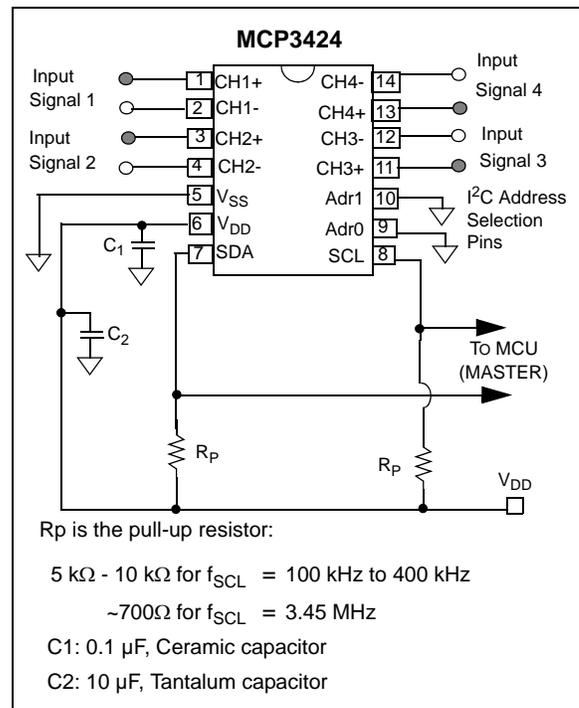 MCP3424
Input
Signal 1
Input
Signal 2
1 CH1+
2 CH1-
3 CH2+
4 CH2-
5 VSS
6 VDD
7 SDA
CH4- 14
CH4+ 13
CH3- 12
CH3+ 11
Adr1 10
Adr0 9
SCL 8
Input
Signal 4
Input
Signal 3
I²C Address
Selection
Pins
C1
C2
TO MCU
(MASTER)
RP
RP
VDD
Rp is the pull-up resistor:
5 kΩ - 10 kΩ for fSCL = 100 kHz to 400 kHz
~700Ω for fSCL = 3.45 MHz
C1: 0.1 µF, Ceramic capacitor
C2: 10 µF, Tantalum capacitor